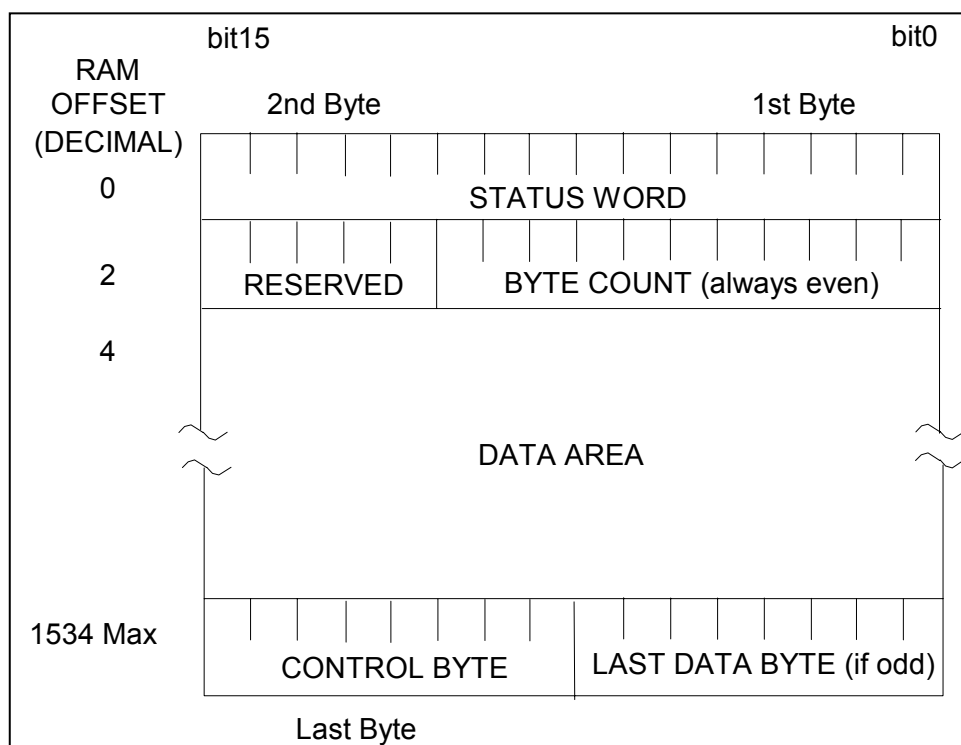 bit15 bit0
RAM
OFFSET
(DECIMAL)
2nd Byte 1st Byte
0
STATUS WORD
2
RESERVED BYTE COUNT (always even)
4
DATA AREA
1534 Max
CONTROL BYTE LAST DATA BYTE (if odd)
Last Byte